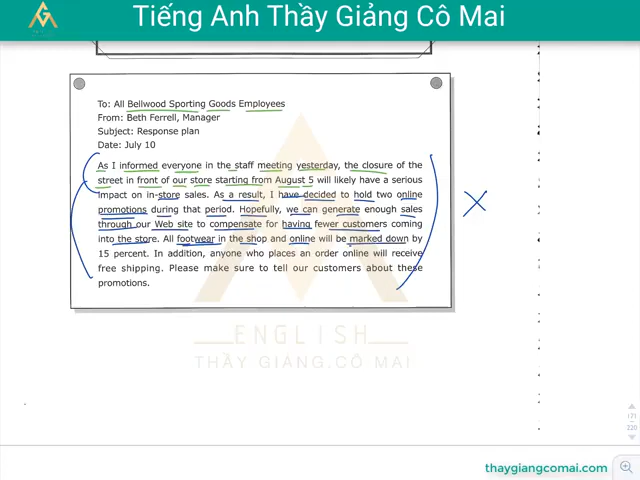 Tiếng Anh Thầy Giảng Cô Mai
To: All Bellwood Sporting Goods Employees
From: Beth Ferrell, Manager
Subject: Response plan
Date: July 10
As I informed everyone in the staff meeting yesterday, the closure of the
street in front of our store starting from August 5 will likely have a serious
impact on in-store sales. As a result, I have decided to hold two online
promotions during that period. Hopefully, we can generate enough sales
through our Web site to compensate for having fewer customers coming
into the store. All footwear in the shop and online will be marked down by
15 percent. In addition, anyone who places an order online will receive
free shipping. Please make sure to tell our customers about these
promotions.
ENGLISH
THẦY GIẢNG.CÔ MAI
121
220
thaygiangcomai.com